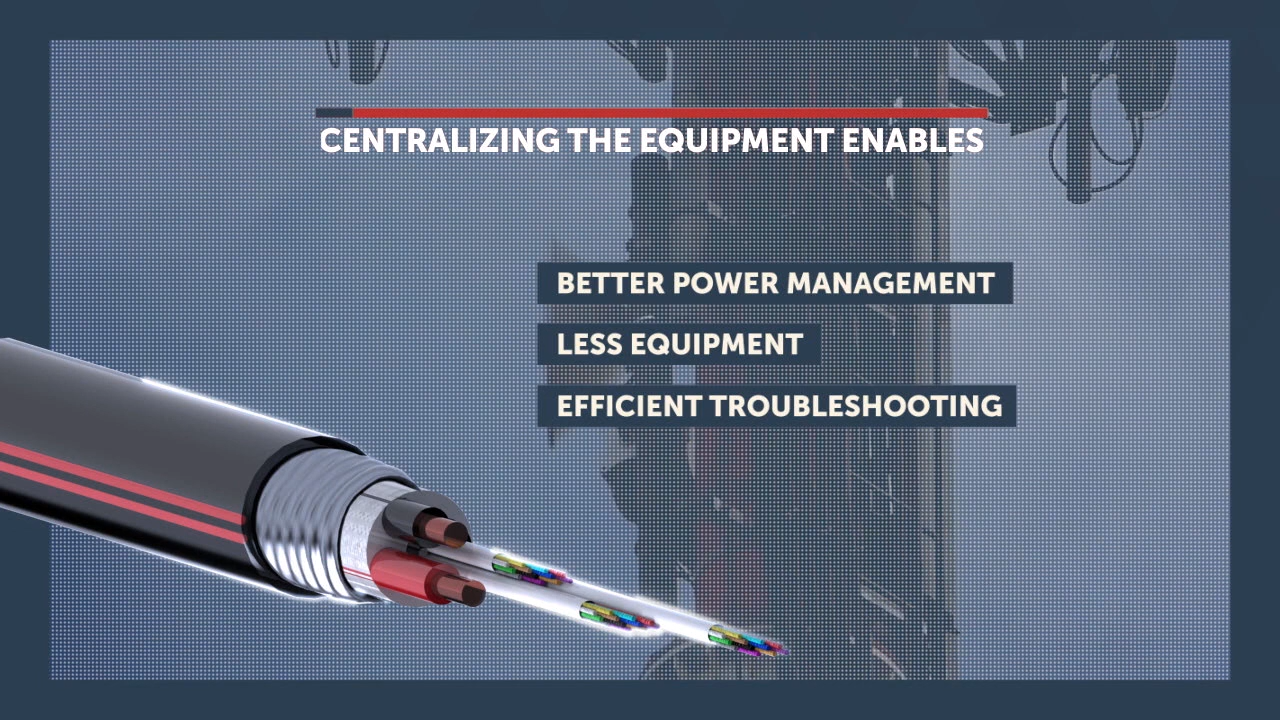 CENTRALIZING THE EQUIPMENT ENABLES
BETTER POWER MANAGEMENT
LESS EQUIPMENT
EFFICIENT TROUBLESHOOTING